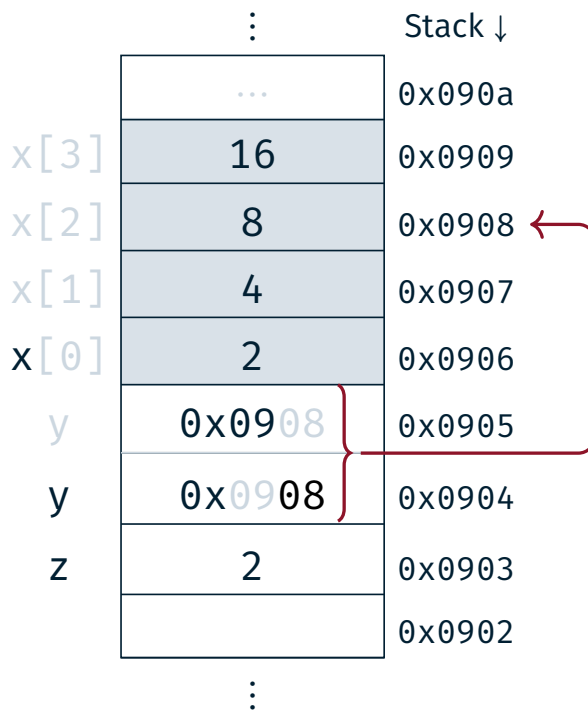 ⋮ Stack ↓
... 0x090a
x[3] 16 0x0909
x[2] 8 0x0908
x[1] 4 0x0907
x[0] 2 0x0906
y 0x0908 0x0905
y 0x0908 0x0904
z 2 0x0903
0x0902
⋮